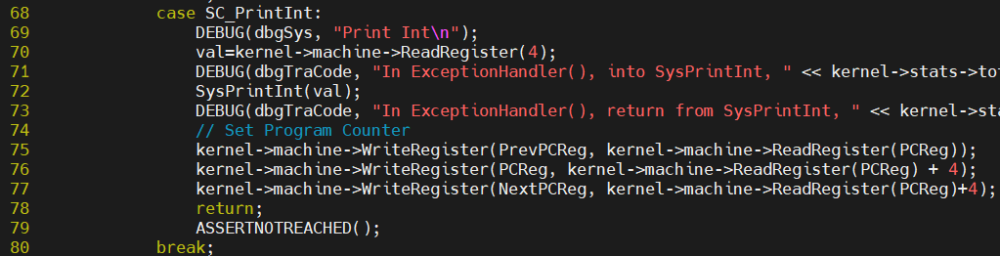 68 case SC_PrintInt:
69 DEBUG(dbgSys, "Print Int\n");
70 val=kernel->machine->ReadRegister(4);
71 DEBUG(dbgTraCode, "In ExceptionHandler(), into SysPrintInt, " << kernel->stats->to
72 SysPrintInt(val);
73 DEBUG(dbgTraCode, "In ExceptionHandler(), return from SysPrintInt, " << kernel->sta
74 // Set Program Counter
75 kernel->machine->WriteRegister(PrevPCReg, kernel->machine->ReadRegister(PCReg));
76 kernel->machine->WriteRegister(PCReg, kernel->machine->ReadRegister(PCReg) + 4);
77 kernel->machine->WriteRegister(NextPCReg, kernel->machine->ReadRegister(PCReg)+4);
78 return;
79 ASSERTNOTREACHED();
80 break;